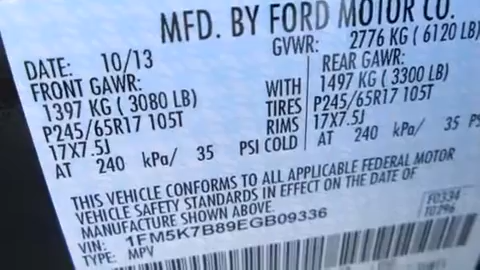 MFD. BY FORD MOTOR CO.
DATE: 10/13 GVWR: 2776 KG ( 6120 LB)
FRONT GAWR: REAR GAWR:
1397 KG ( 3080 LB) WITH 1497 KG ( 3300 LB)
P245/65R17 105T TIRES P245/65R17 105T
17X7.5J RIMS 17X7.5J
AT 240 kPa/ 35 PSI COLD AT 240 kPa/ 35 PS
THIS VEHICLE CONFORMS TO ALL APPLICABLE FEDERAL MOTOR
VEHICLE SAFETY STANDARDS IN EFFECT ON THE DATE OF
MANUFACTURE SHOWN ABOVE.
F0334
T0296
VIN: 1FM5K7B89EGB09336
TYPE: MPV